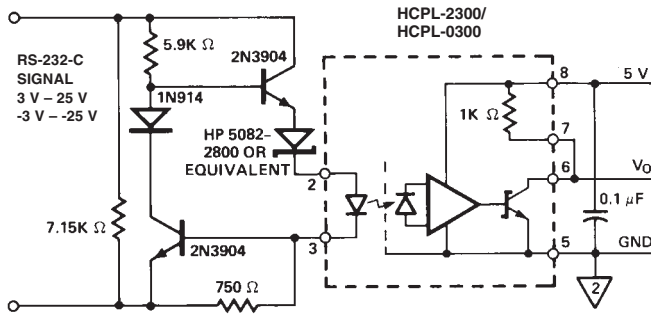 HCPL-2300/
HCPL-0300
RS-232-C
SIGNAL
3 V – 25 V
-3 V – -25 V
5.9K Ω
2N3904
1N914
HP 5082–
2800 OR
EQUIVALENT
7.15K Ω
2N3904
750 Ω
2
3
8
5 V
1K Ω
7
6
VO
0.1 μF
5
GND
2